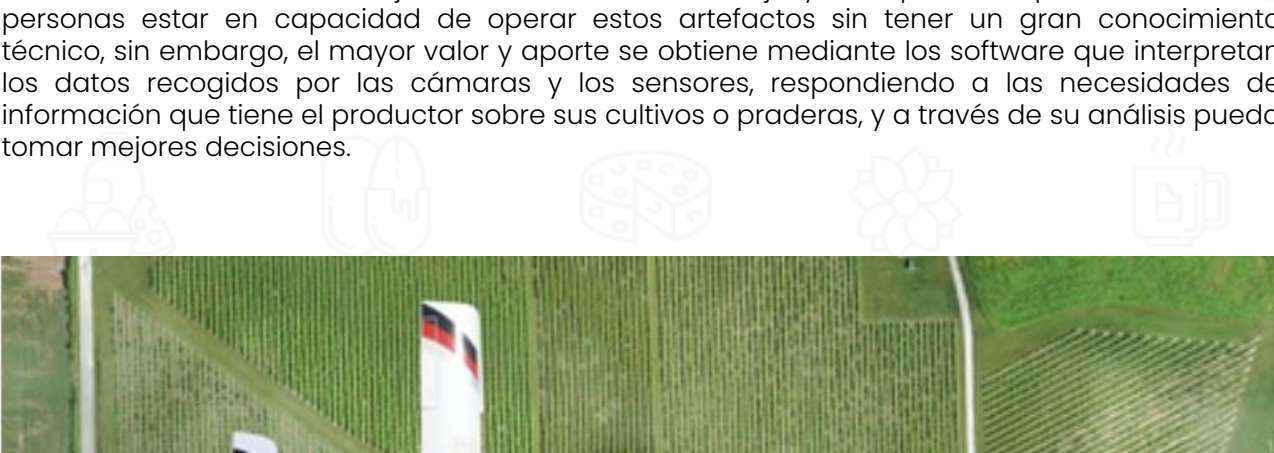 personas estar en capacidad de operar estos artefactos sin tener un gran conocimiento
técnico, sin embargo, el mayor valor y aporte se obtiene mediante los software que interpretan
los datos recogidos por las cámaras y los sensores, respondiendo a las necesidades de
información que tiene el productor sobre sus cultivos o praderas, y a través de su análisis pueda
tomar mejores decisiones.